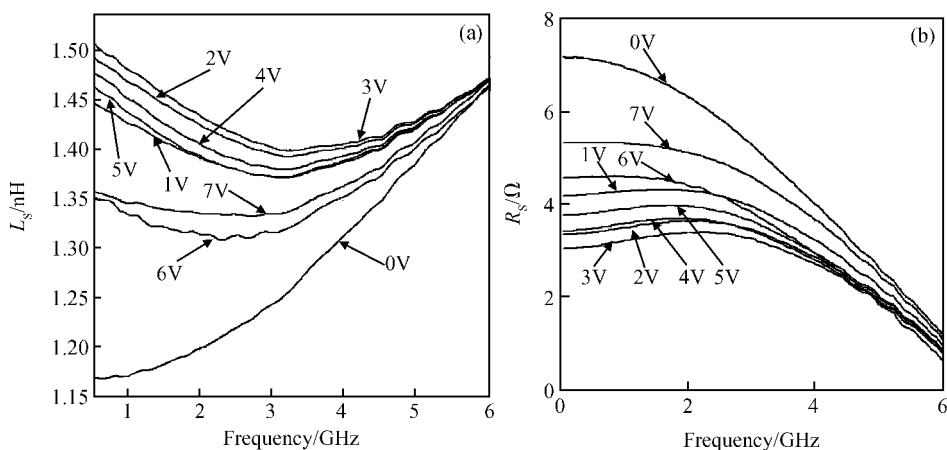 (a)
1.50
1.45
1.40
1.35
1.30
1.25
1.20
1.15
Ls/nH
2V
4V
3V
5V
1V
7V
6V
0V
1 2 3 4 5 6
Frequency/GHz
(b)
8
6
4
2
0
Rs/Ω
0V
7V
6V
1V
3V
2V
4V
5V
0 2 4 6
Frequency/GHz